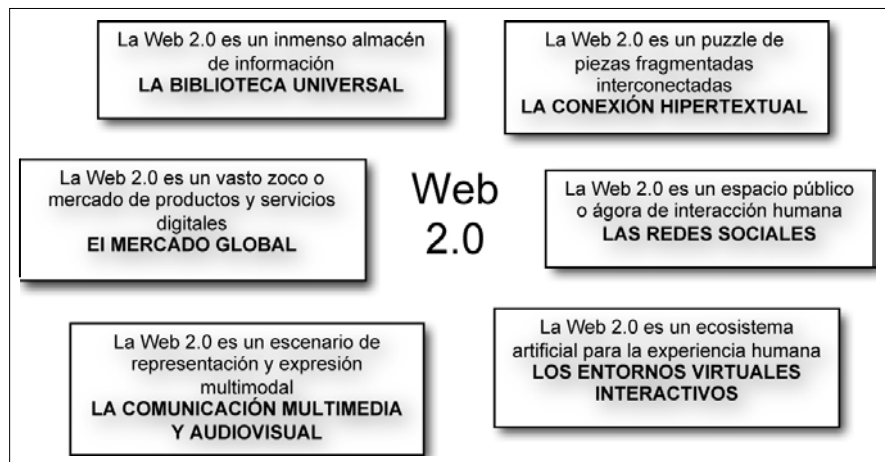 La Web 2.0 es un inmenso almacén
de información
LA BIBLIOTECA UNIVERSAL
La Web 2.0 es un puzzle de
piezas fragmentadas
interconectadas
LA CONEXIÓN HIPERTEXTUAL
La Web 2.0 es un vasto zoco o
mercado de productos y servicios
digitales
El MERCADO GLOBAL
Web
2.0
La Web 2.0 es un espacio público
o ágora de interacción humana
LAS REDES SOCIALES
La Web 2.0 es un escenario de
representación y expresión
multimodal
LA COMUNICACIÓN MULTIMEDIA
Y AUDIOVISUAL
La Web 2.0 es un ecosistema
artificial para la experiencia humana
LOS ENTORNOS VIRTUALES
INTERACTIVOS